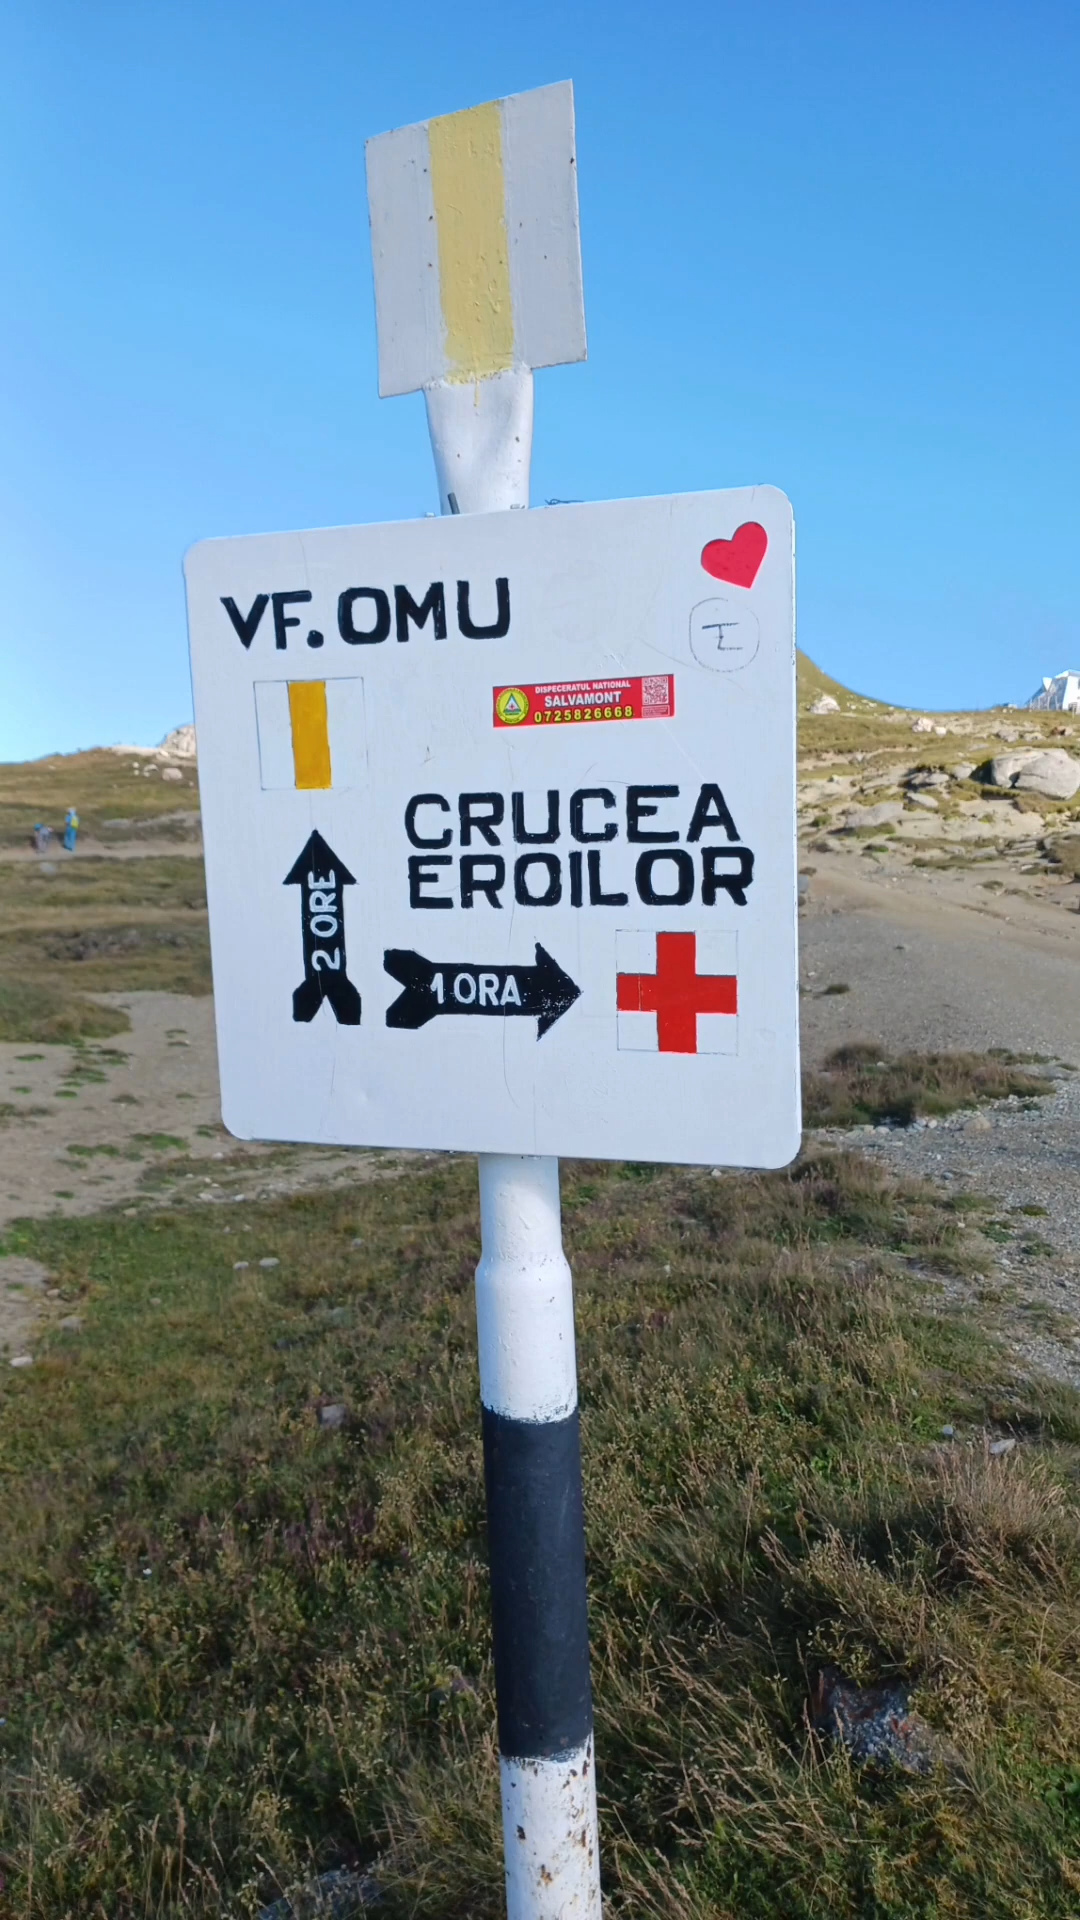 VF. OMU
DISPECERATUL NATIONAL
SALVAMONT
0725826668
CRUCEA
EROILOR
2 ORE
1 ORA